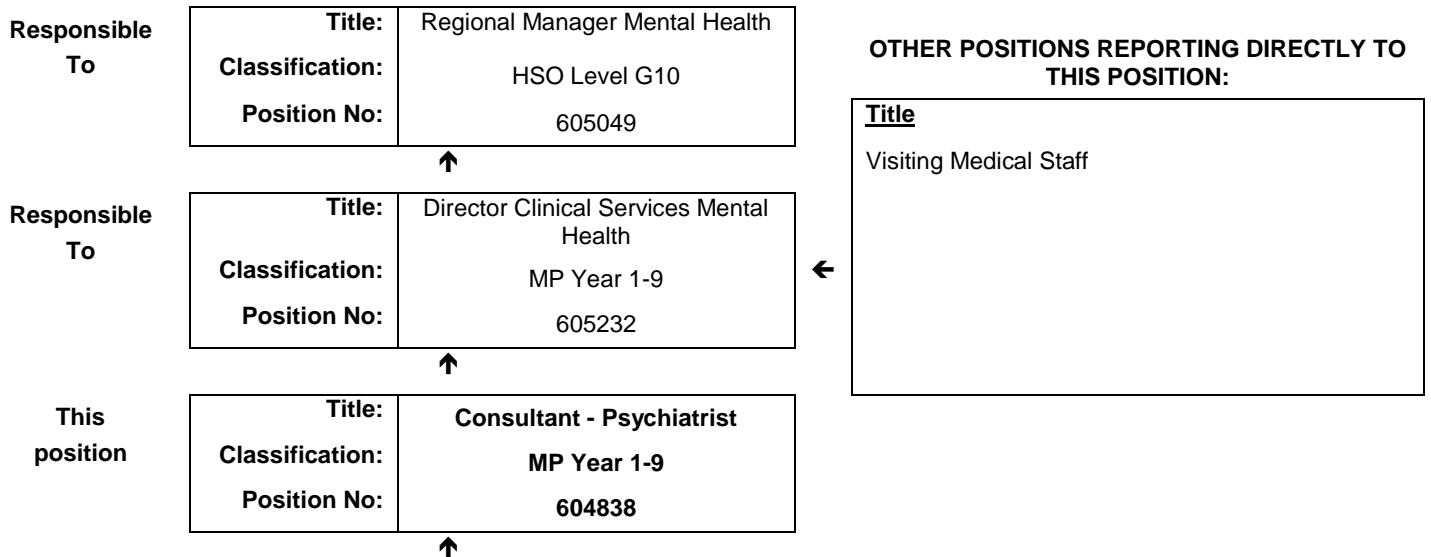 Responsible
To
Title: Regional Manager Mental Health
Classification: HSO Level G10
Position No: 605049
🡩
Responsible
To
Title: Director Clinical Services Mental
Health
Classification: MP Year 1-9
Position No: 605232
🡩
This
position
Title: Consultant - Psychiatrist
Classification: MP Year 1-9
Position No: 604838
🡩
OTHER POSITIONS REPORTING DIRECTLY TO
THIS POSITION:
Title
Visiting Medical Staff
🡨